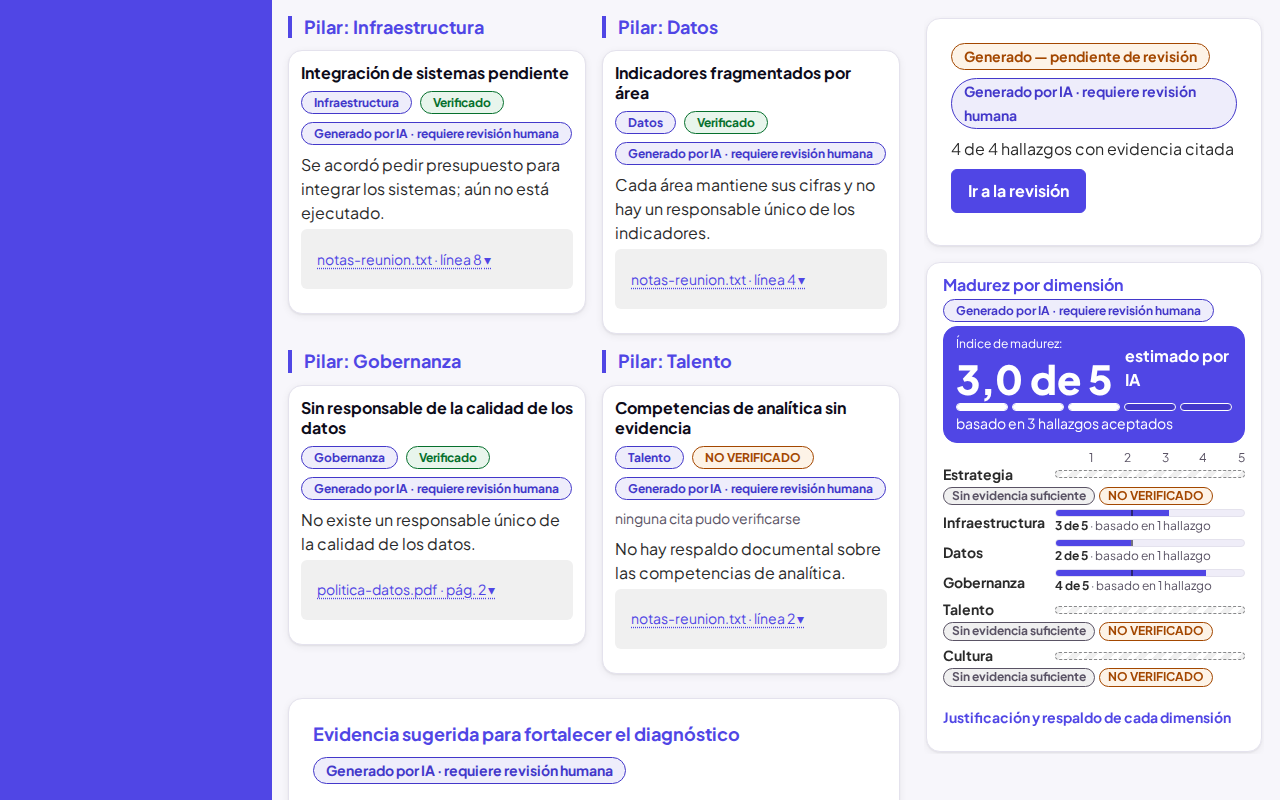 Pilar: Infraestructura
Integración de sistemas pendiente
Infraestructura
Verificado
Generado por IA · requiere revisión humana
Se acordó pedir presupuesto para
integrar los sistemas; aún no está
ejecutado.
notas-reunion.txt · línea 8 ▾
Pilar: Datos
Indicadores fragmentados por
área
Datos
Verificado
Generado por IA · requiere revisión humana
Cada área mantiene sus cifras y no
hay un responsable único de los
indicadores.
notas-reunion.txt · línea 4 ▾
Pilar: Gobernanza
Sin responsable de la calidad de los
datos
Gobernanza
Verificado
Generado por IA · requiere revisión humana
No existe un responsable único de
la calidad de los datos.
politica-datos.pdf · pág. 2 ▾
Pilar: Talento
Competencias de analítica sin
evidencia
Talento
NO VERIFICADO
Generado por IA · requiere revisión humana
ninguna cita pudo verificarse
No hay respaldo documental sobre
las competencias de analítica.
notas-reunion.txt · línea 2 ▾
Evidencia sugerida para fortalecer el diagnóstico
Generado por IA · requiere revisión humana
Generado — pendiente de revisión
Generado por IA · requiere revisión
humana
4 de 4 hallazgos con evidencia citada
Ir a la revisión
Madurez por dimensión
Generado por IA · requiere revisión humana
Índice de madurez:
3,0 de 5
estimado por
IA
basado en 3 hallazgos aceptados
1 2 3 4 5
Estrategia
Sin evidencia suficiente
NO VERIFICADO
Infraestructura
3 de 5 · basado en 1 hallazgo
Datos
2 de 5 · basado en 1 hallazgo
Gobernanza
4 de 5 · basado en 1 hallazgo
Talento
Sin evidencia suficiente
NO VERIFICADO
Cultura
Sin evidencia suficiente
NO VERIFICADO
Justificación y respaldo de cada dimensión